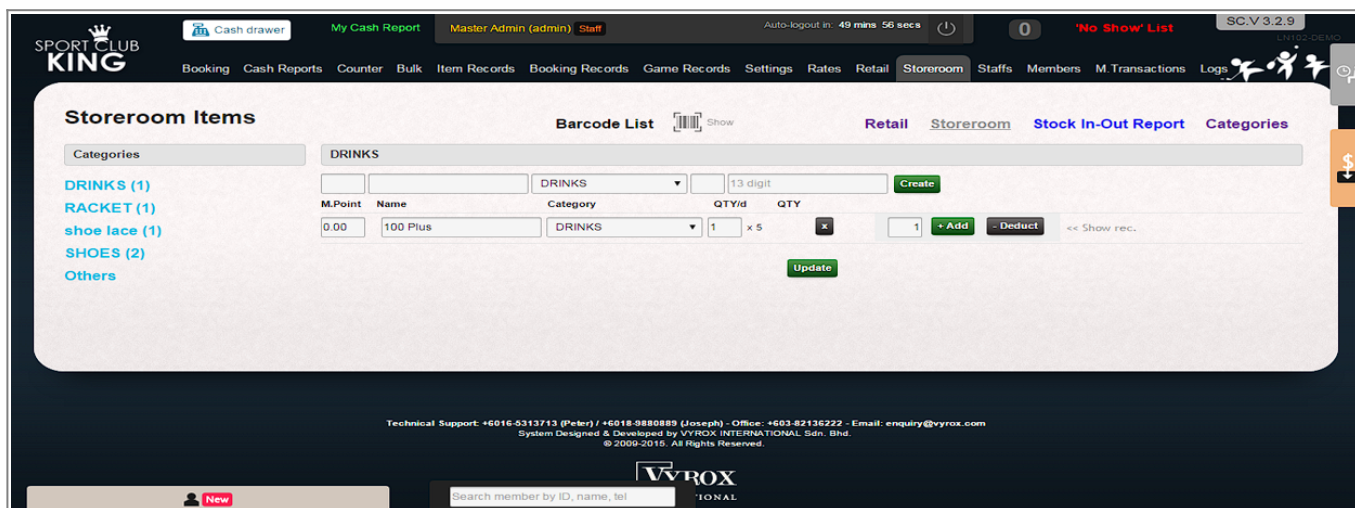 SPORT CLUB
KING
Cash drawer
My Cash Report
Master Admin (admin) Staff
Auto-logout in: 49 mins 56 secs
0
'No Show' List
SC.V 3.2.9
LN102-DEMO
Booking Cash Reports Counter Bulk Item Records Booking Records Game Records Settings Rates Retail Storeroom Staffs Members M.Transactions Logs
Storeroom Items
Barcode List Show
Retail Storeroom Stock In-Out Report Categories
Categories
DRINKS (1)
RACKET (1)
shoe lace (1)
SHOES (2)
Others
DRINKS
DRINKS 13 digit Create
M.Point Name Category QTY/d QTY
0.00 100 Plus DRINKS 1 x 5 x 1 + Add - Deduct << Show rec.
Update
Technical Support: +6016-5313713 (Peter) / +6018-9880889 (Joseph) - Office: +603-82136222 - Email: enquiry@vyrox.com
System Designed & Developed by VYROX INTERNATIONAL Sdn. Bhd.
© 2009-2015. All Rights Reserved.
VYROX
New
Search member by ID, name, tel